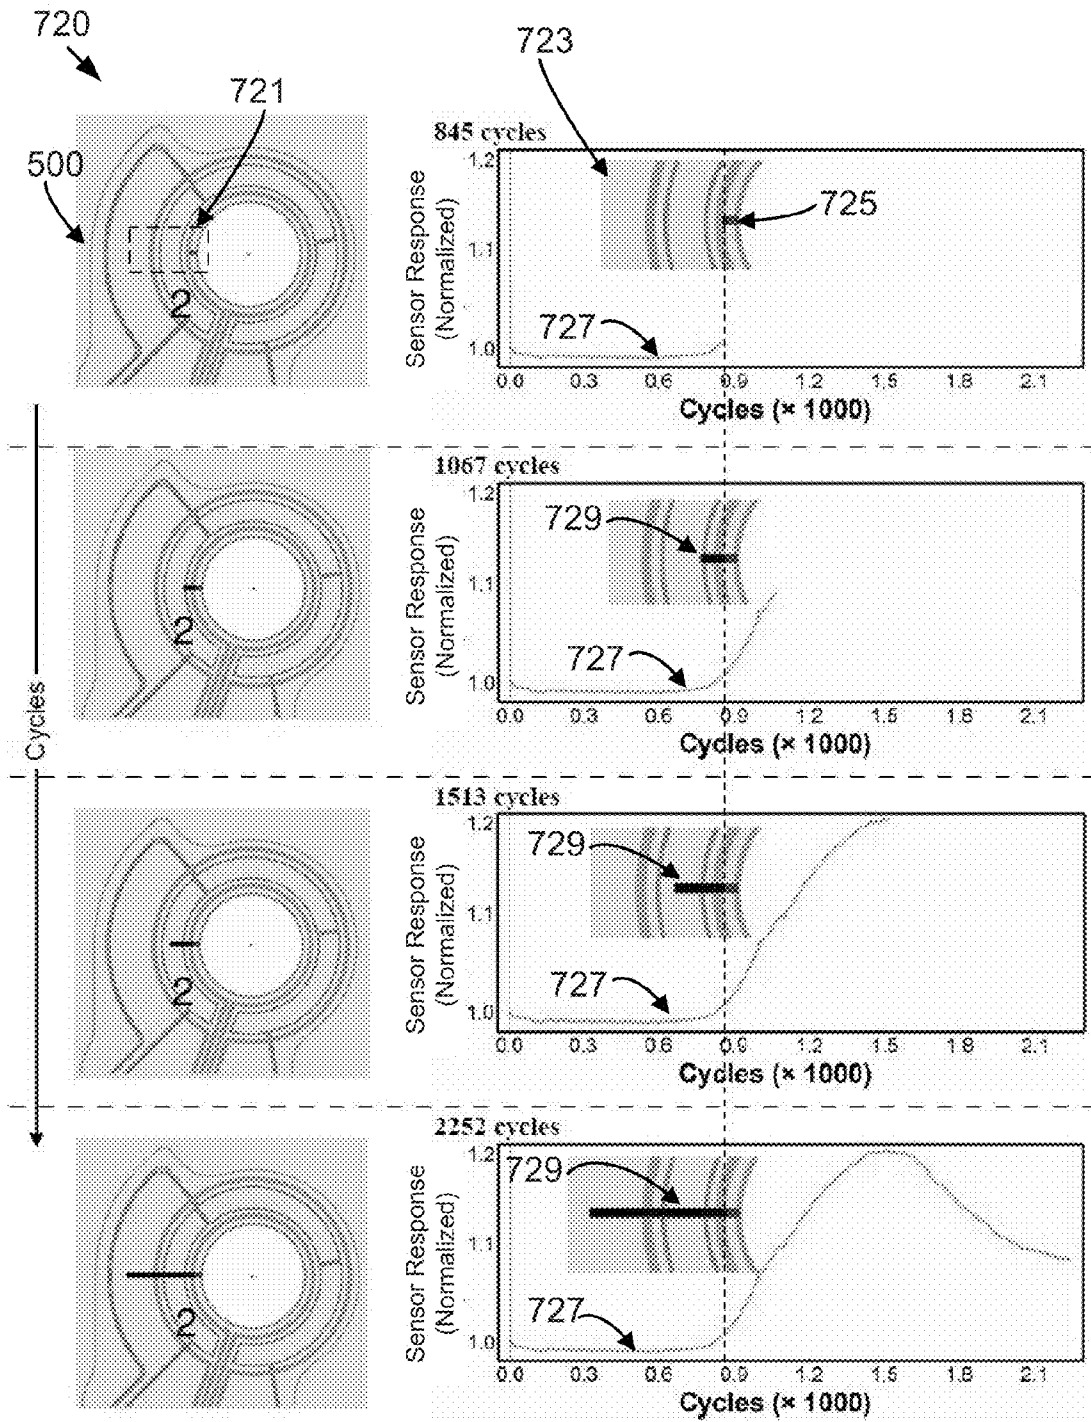 720
723
721
500
2
845 cycles
Sensor Response
(Normalized)
1.2
1.1
1.0
725
727
0.0 0.3 0.6 0.9 1.2 1.5 1.8 2.1
Cycles (× 1000)
Cycles
2
1067 cycles
Sensor Response
(Normalized)
1.2
1.1
1.0
729
727
0.0 0.3 0.6 0.9 1.2 1.5 1.8 2.1
Cycles (× 1000)
2
1513 cycles
Sensor Response
(Normalized)
1.2
1.1
1.0
729
727
0.0 0.3 0.6 0.9 1.2 1.5 1.8 2.1
Cycles (× 1000)
2
2252 cycles
Sensor Response
(Normalized)
1.2
1.1
1.0
729
727
0.0 0.3 0.6 0.9 1.2 1.5 1.8 2.1
Cycles (× 1000)